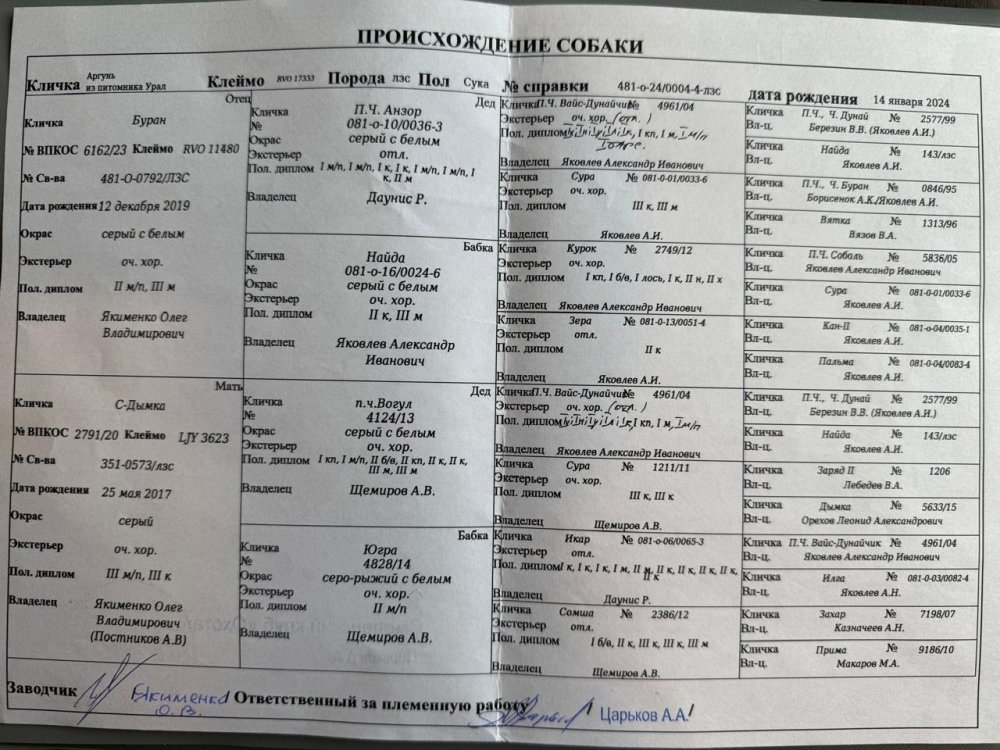 ПРОИСХОЖДЕНИЕ СОБАКИ
Кличка Аргунь из питомника Урал Клеймо RVO 17333 Порода лзс Пол Сука № справки 481-о-24/0004-4-лзс дата рождения 14 января 2024
Отец
Кличка Буран
№ ВПКОС 6162/23 Клеймо RVO 11480
№ Св-ва 481-О-0792/ЛЗС
Дата рождения 12 декабря 2019
Окрас серый с белым
Экстерьер оч. хор.
Пол. диплом II м/п, III м
Владелец Якименко Олег
Владимирович
Мать
Кличка С-Дымка
№ ВПКОС 2791/20 Клеймо LJY 3623
№ Св-ва 351-0573/лзс
Дата рождения 25 мая 2017
Окрас серый
Экстерьер оч. хор.
Пол. диплом III м/п, III к
Владелец Якименко Олег
Владимирович
(Постников А.В)
Дед
Кличка П.Ч. Анзор
№ 081-о-10/0036-3
Окрас серый с белым
Экстерьер отл.
Пол. диплом I м/п, I м/п, I к, I к, I м/п, I м/п, I
к, II м
Владелец Даунис Р.
Бабка
Кличка Найда
№ 081-о-16/0024-6
Окрас серый с белым
Экстерьер оч. хор.
Пол. диплом II к, III м
Владелец Яковлев Александр
Иванович
Дед
Кличка п.ч.Вогул
№ 4124/13
Окрас серый с белым
Экстерьер оч. хор.
Пол. диплом I кп, I м/п, II б/в, II кп, II к, II к,
III м, III м
Владелец Щемиров А.В.
Бабка
Кличка Югра
№ 4828/14
Окрас серо-рыжий с белым
Экстерьер оч. хор.
Пол. диплом II м/п
Владелец Щемиров А.В.
Кличка П.Ч. Вайс-Дунайчик № 4961/04
Экстерьер оч. хор. (отл.)
Пол. диплом I кп, I м, I м/п
Владелец Яковлев Александр Иванович
Кличка Сура № 081-о-01/0033-6
Экстерьер оч. хор.
Пол. диплом III к, III м
Владелец Яковлев А.И.
Кличка Курок № 2749/12
Экстерьер оч. хор.
Пол. диплом I кп, I б/в, I лось, I к, II н, II х
Владелец Яковлев Александр Иванович
Кличка Зера № 081-о-13/0051-4
Экстерьер отл.
Пол. диплом II к
Владелец Яковлев А.И.
Кличка П.Ч. Вайс-Дунайчик № 4961/04
Экстерьер оч. хор. (отл.)
Пол. диплом I кп, I м, I м/п
Владелец Яковлев Александр Иванович
Кличка Сура № 1211/11
Экстерьер оч. хор.
Пол. диплом III к, III к
Владелец Щемиров А.В.
Кличка Икар № 081-о-06/0065-3
Экстерьер отл.
Пол. диплом I к, I к, I к, I м, II м, II к, II к, II к, II к,
II к
Владелец Даунис Р.
Кличка Сомша № 2386/12
Экстерьер отл.
Пол. диплом I б/в, II к, III к, III к, III м
Владелец Щемиров А.В.
Кличка П.Ч., Ч. Дунай № 2577/99
Вл-ц. Березин В.В. (Яковлев А.И.)
Кличка Найда № 143/лзс
Вл-ц. Яковлев А.И.
Кличка П.Ч., Ч. Буран № 0846/95
Вл-ц. Борисенок А.К./Яковлев А.И.
Кличка Вятка № 1313/96
Вл-ц. Вязов В.А.
Кличка П.Ч. Соболь № 5836/05
Вл-ц. Яковлев Александр Иванович
Кличка Сура № 081-о-01/0033-6
Вл-ц. Яковлев А.И.
Кличка Кан-II № 081-о-04/0035-1
Вл-ц. Яковлев А.И.
Кличка Пальма № 081-о-04/0083-4
Вл-ц. Яковлев А.И.
Кличка П.Ч., Ч. Дунай № 2577/99
Вл-ц. Березин В.В. (Яковлев А.И.)
Кличка Найда № 143/лзс
Вл-ц. Яковлев А.И.
Кличка Заряд II № 1206
Вл-ц. Лебедев В.А.
Кличка Дымка № 5633/15
Вл-ц. Орехов Леонид Александрович
Кличка П.Ч. Вайс-Дунайчик № 4961/04
Вл-ц. Яковлев Александр Иванович
Кличка Илга № 081-о-03/0082-4
Вл-ц. Яковлев А.Н.
Кличка Захар № 7198/07
Вл-ц. Казначеев А.Н.
Кличка Прима № 9186/10
Вл-ц. Макаров М.А.
Заводчик Якименко О.В. Ответственный за племенную работу / Царьков А.А./